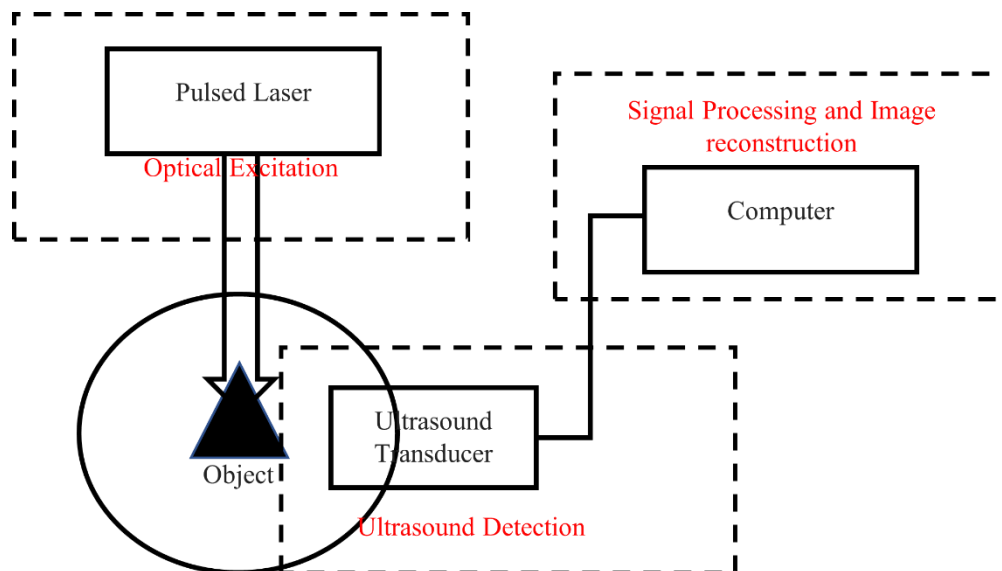 Pulsed Laser
Optical Excitation
Signal Processing and Image
reconstruction
Computer
Ultrasound
Transducer
Object
Ultrasound Detection